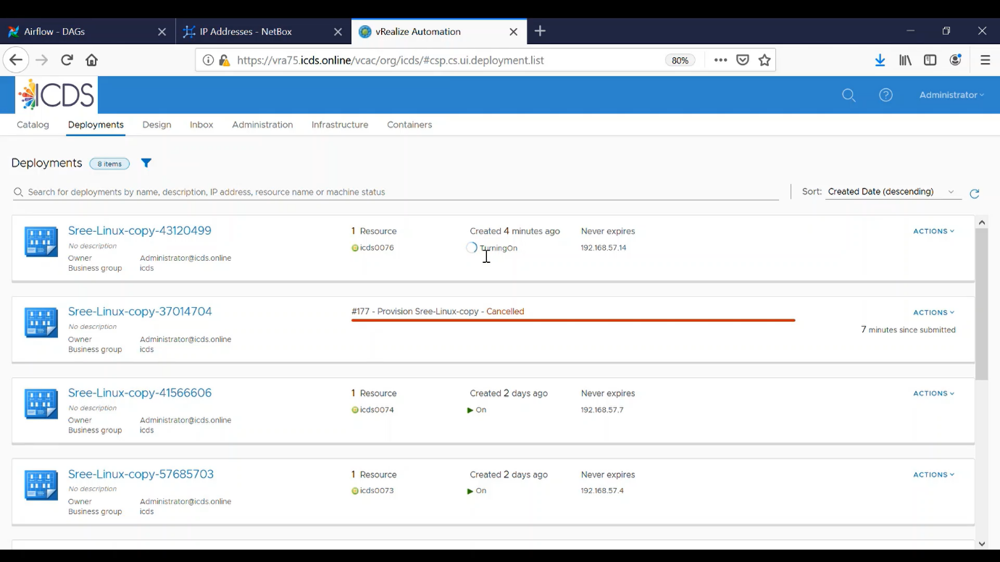 Airflow - DAGs
IP Addresses - NetBox
vRealize Automation
https://vra75.icds.online/vcac/org/icds/#csp.cs.ui.deployment.list
80%
ICDS
Administrator
Catalog
Deployments
Design
Inbox
Administration
Infrastructure
Containers
Deployments
8 items
Search for deployments by name, description, IP address, resource name or machine status
Sort: Created Date (descending)
Sree-Linux-copy-43120499
1 Resource
Created 4 minutes ago
Never expires
ACTIONS
No description
icds0076
TurningOn
192.168.57.14
Owner Administrator@icds.online
Business group icds
Sree-Linux-copy-37014704
#177 - Provision Sree-Linux-copy - Cancelled
ACTIONS
No description
7 minutes since submitted
Owner Administrator@icds.online
Business group icds
Sree-Linux-copy-41566606
1 Resource
Created 2 days ago
Never expires
ACTIONS
No description
icds0074
On
192.168.57.7
Owner Administrator@icds.online
Business group icds
Sree-Linux-copy-57685703
1 Resource
Created 2 days ago
Never expires
ACTIONS
No description
icds0073
On
192.168.57.4
Owner Administrator@icds.online
Business group icds